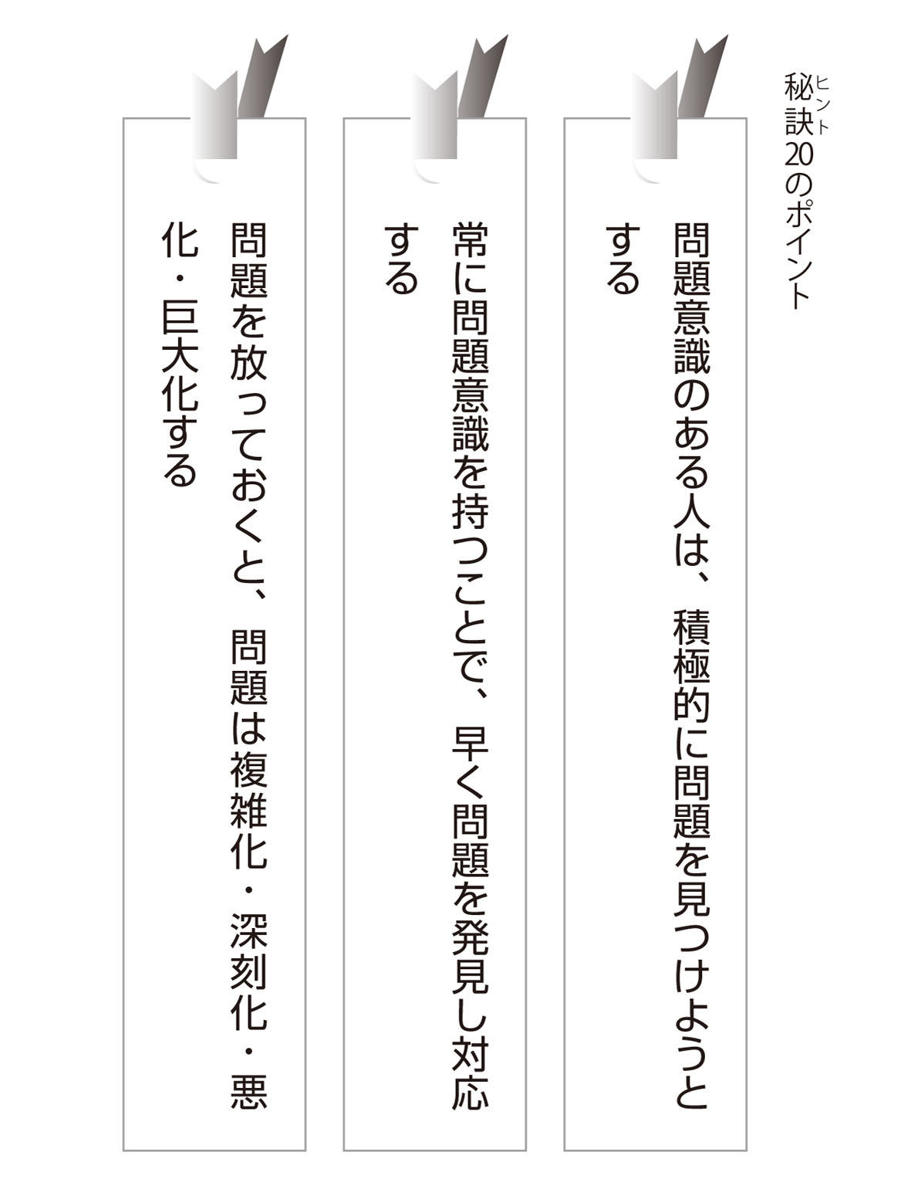 秘訣20のポイント
ヒント
問題意識のある人は、積極的に問題を見つけようと
する
常に問題意識を持つことで、早く問題を発見し対応
する
問題を放っておくと、問題は複雑化・深刻化・悪
化・巨大化する